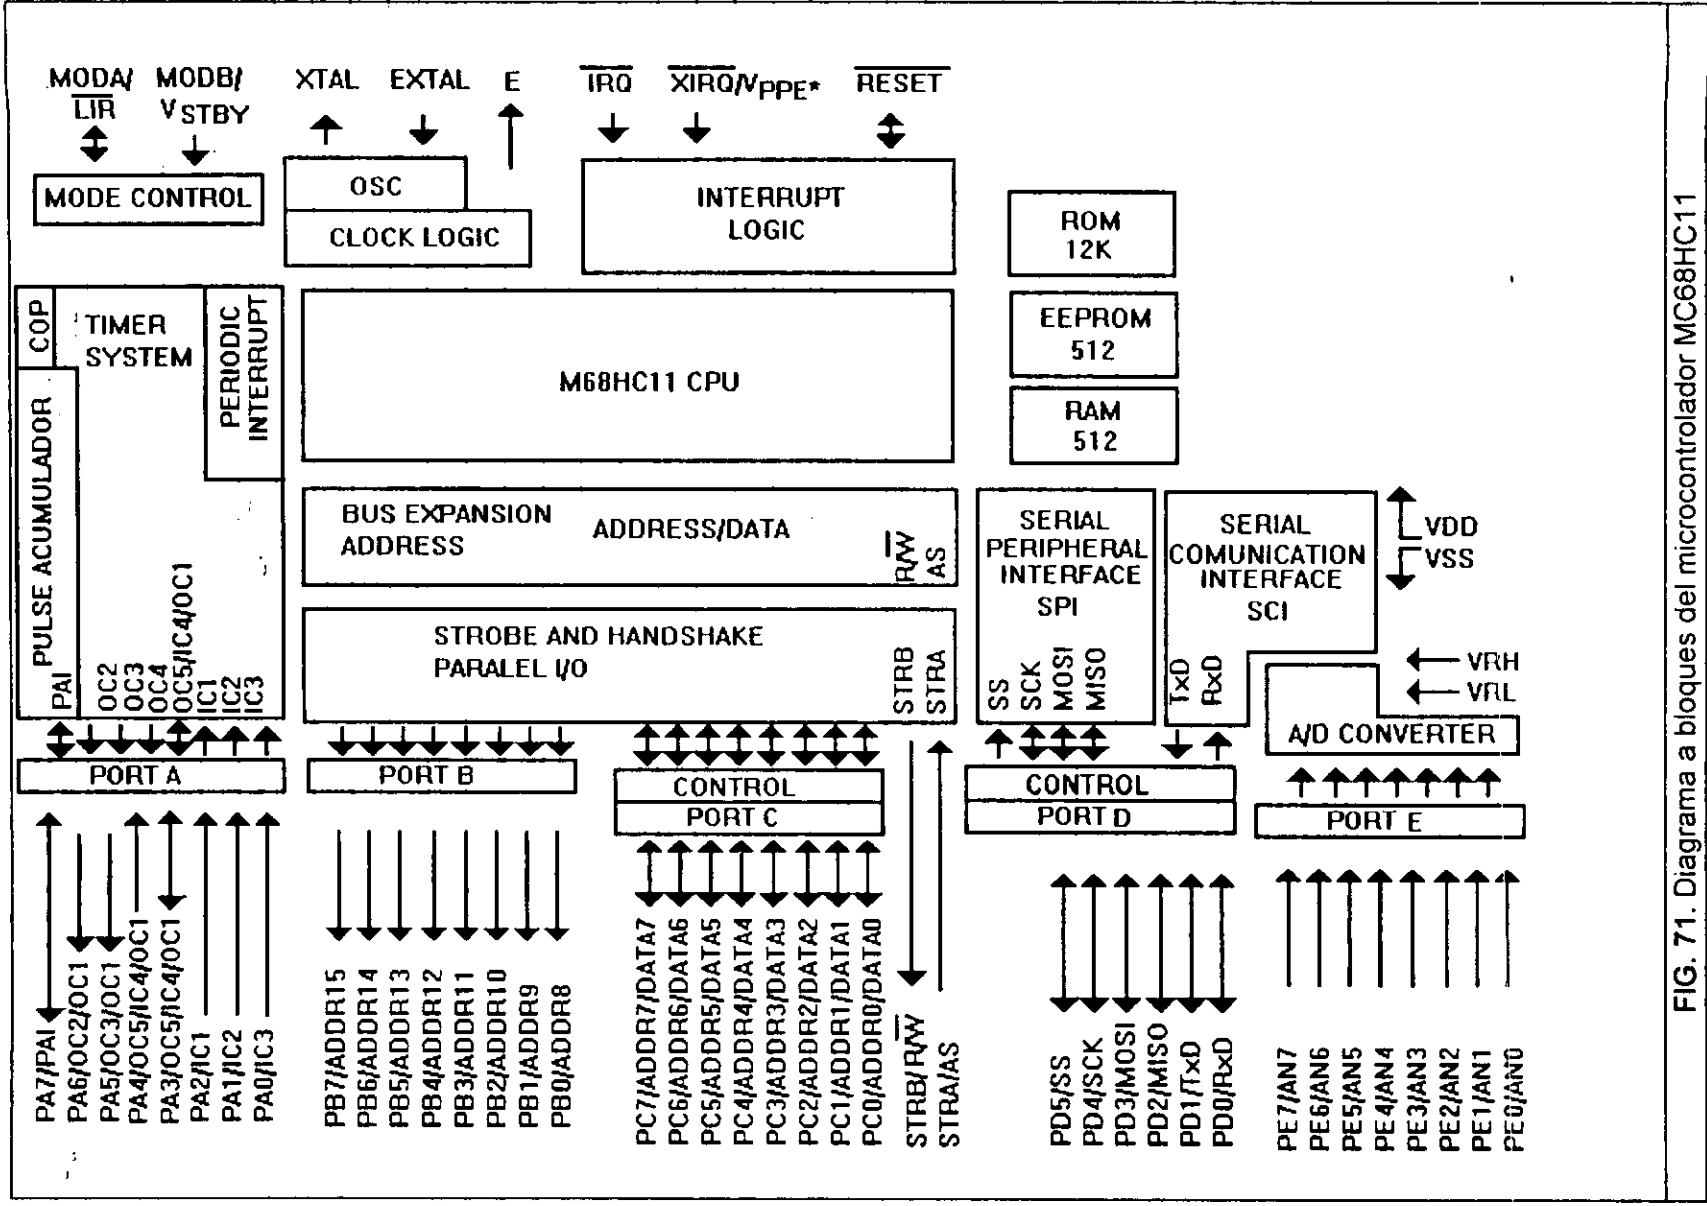 MODA/
LIR
MODB/
VSTBY
XTAL
EXTAL
E
IRQ
XIRQ/VPPE*
RESET
MODE CONTROL
OSC
CLOCK LOGIC
INTERRUPT
LOGIC
ROM
12K
EEPROM
512
RAM
512
COP
TIMER
SYSTEM
PERIODIC
INTERRUPT
PULSE ACUMULADOR
M68HC11 CPU
BUS EXPANSION
ADDRESS
ADDRESS/DATA
R/W
AS
STROBE AND HANDSHAKE
PARALEL I/O
STRB
STRA
SERIAL
PERIPHERAL
INTERFACE
SPI
SS
SCK
MOSI
MISO
SERIAL
COMUNICATION
INTERFACE
SCI
TxD
RxD
VDD
VSS
VRH
VRL
A/D CONVERTER
PAI
OC2
OC3
OC4
OC5/IC4/OC1
IC1
IC2
IC3
PORT A
PORT B
CONTROL
PORT C
CONTROL
PORT D
PORT E
PA7/PAI
PA6/OC2/OC1
PA5/OC3/OC1
PA4/OC5/IC4/OC1
PA3/OC5/IC4/OC1
PA2/IC1
PA1/IC2
PA0/IC3
PB7/ADDR15
PB6/ADDR14
PB5/ADDR13
PB4/ADDR12
PB3/ADDR11
PB2/ADDR10
PB1/ADDR9
PB0/ADDR8
PC7/ADDR7/DATA7
PC6/ADDR6/DATA6
PC5/ADDR5/DATA5
PC4/ADDR4/DATA4
PC3/ADDR3/DATA3
PC2/ADDR2/DATA2
PC1/ADDR1/DATA1
PC0/ADDR0/DATA0
STRB/R/W
STRA/AS
PD5/SS
PD4/SCK
PD3/MOSI
PD2/MISO
PD1/TxD
PD0/RxD
PE7/AN7
PE6/AN6
PE5/AN5
PE4/AN4
PE3/AN3
PE2/AN2
PE1/AN1
PE0/AN0
FIG. 71. Diagrama a bloques del microcontrolador MC68HC11